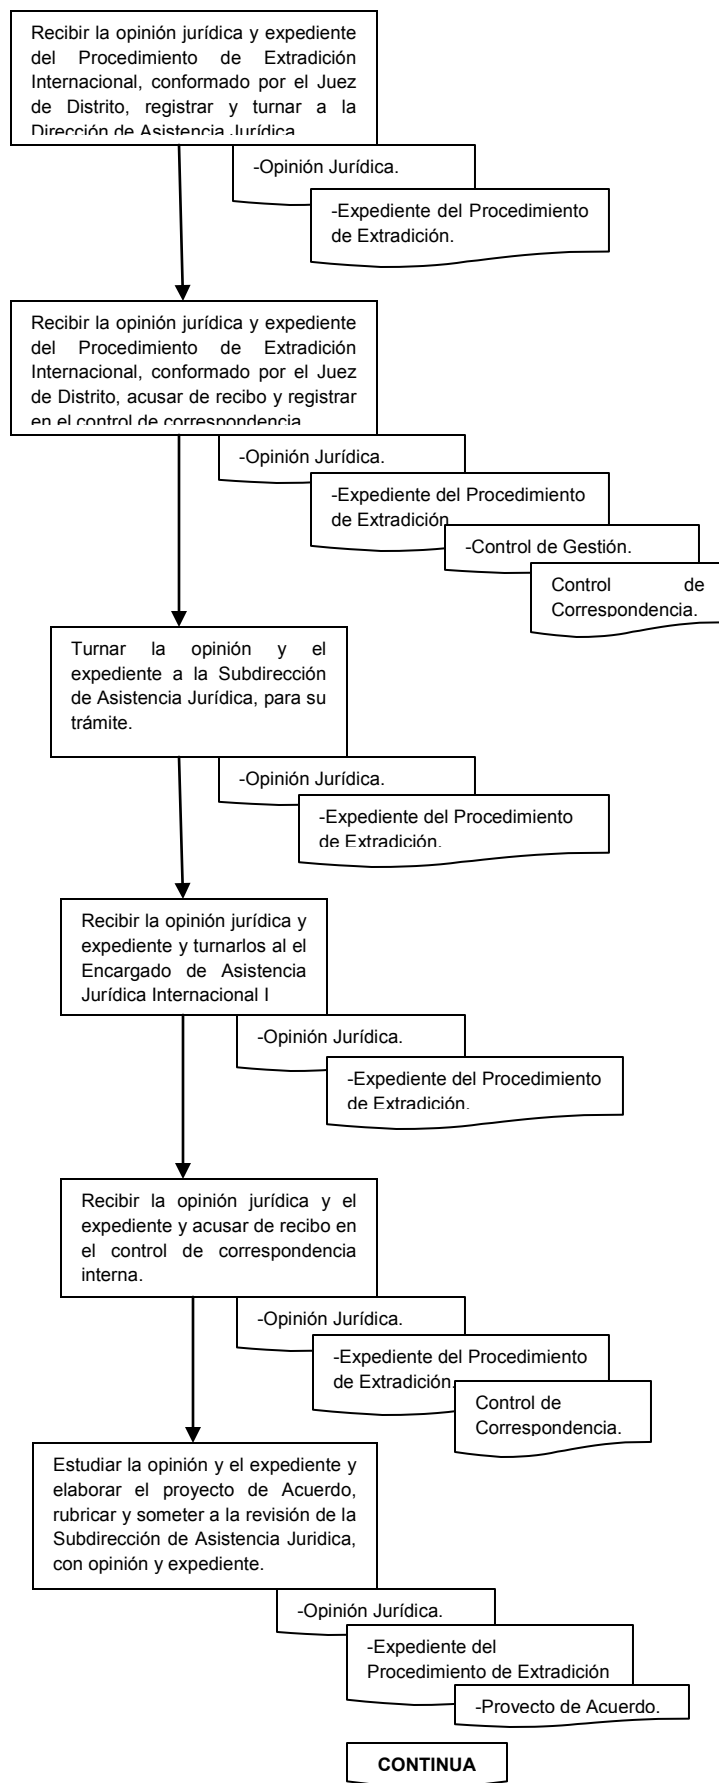 Recibir la opinión jurídica y expediente
del Procedimiento de Extradición
Internacional, conformado por el Juez
de Distrito, registrar y turnar a la
Dirección de Asistencia Jurídica
-Opinión Jurídica.
-Expediente del Procedimiento
de Extradición.
Recibir la opinión jurídica y expediente
del Procedimiento de Extradición
Internacional, conformado por el Juez
de Distrito, acusar de recibo y registrar
en el control de correspondencia
-Opinión Jurídica.
-Expediente del Procedimiento
de Extradición
-Control de Gestión.
Control de
Correspondencia.
Turnar la opinión y el
expediente a la Subdirección
de Asistencia Jurídica, para su
trámite.
-Opinión Jurídica.
-Expediente del Procedimiento
de Extradición.
Recibir la opinión jurídica y
expediente y turnarlos al el
Encargado de Asistencia
Jurídica Internacional I
-Opinión Jurídica.
-Expediente del Procedimiento
de Extradición.
Recibir la opinión jurídica y el
expediente y acusar de recibo en
el control de correspondencia
interna.
-Opinión Jurídica.
-Expediente del Procedimiento
de Extradición.
Control de
Correspondencia.
Estudiar la opinión y el expediente y
elaborar el proyecto de Acuerdo,
rubricar y someter a la revisión de la
Subdirección de Asistencia Juridica,
con opinión y expediente.
-Opinión Jurídica.
-Expediente del
Procedimiento de Extradición
-Proyecto de Acuerdo.
CONTINUA